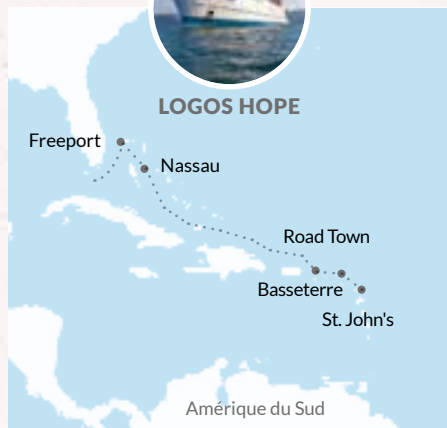 LOGOS HOPE
Freeport
Nassau
Road Town
Basseterre
St. John's
Amérique du Sud